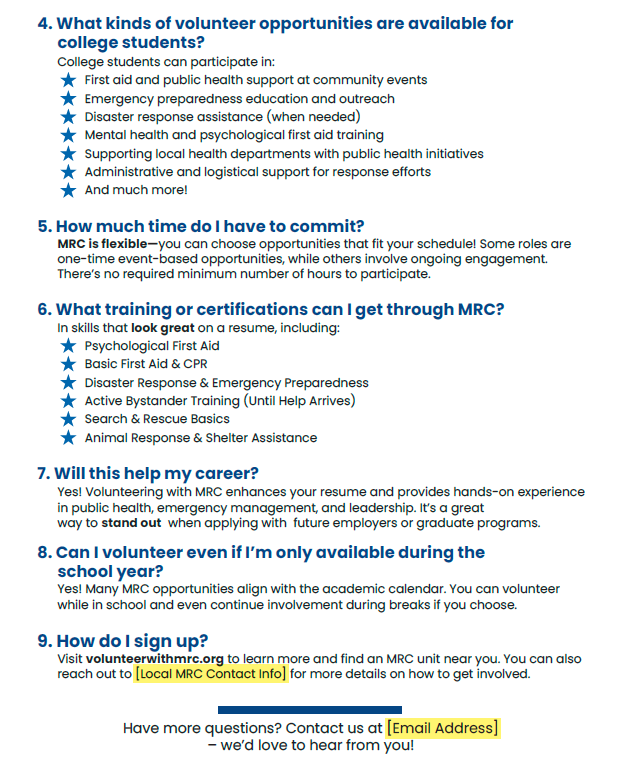 4. What kinds of volunteer opportunities are available for
college students?
College students can participate in:
★ First aid and public health support at community events
★ Emergency preparedness education and outreach
★ Disaster response assistance (when needed)
★ Mental health and psychological first aid training
★ Supporting local health departments with public health initiatives
★ Administrative and logistical support for response efforts
★ And much more!
5. How much time do I have to commit?
MRC is flexible—you can choose opportunities that fit your schedule! Some roles are
one-time event-based opportunities, while others involve ongoing engagement.
There’s no required minimum number of hours to participate.
6. What training or certifications can I get through MRC?
In skills that look great on a resume, including:
★ Psychological First Aid
★ Basic First Aid & CPR
★ Disaster Response & Emergency Preparedness
★ Active Bystander Training (Until Help Arrives)
★ Search & Rescue Basics
★ Animal Response & Shelter Assistance
7. Will this help my career?
Yes! Volunteering with MRC enhances your resume and provides hands-on experience
in public health, emergency management, and leadership. It’s a great
way to stand out when applying with future employers or graduate programs.
8. Can I volunteer even if I’m only available during the
school year?
Yes! Many MRC opportunities align with the academic calendar. You can volunteer
while in school and even continue involvement during breaks if you choose.
9. How do I sign up?
Visit volunteerwithmrc.org to learn more and find an MRC unit near you. You can also
reach out to [Local MRC Contact Info] for more details on how to get involved.
Have more questions? Contact us at [Email Address]
– we’d love to hear from you!